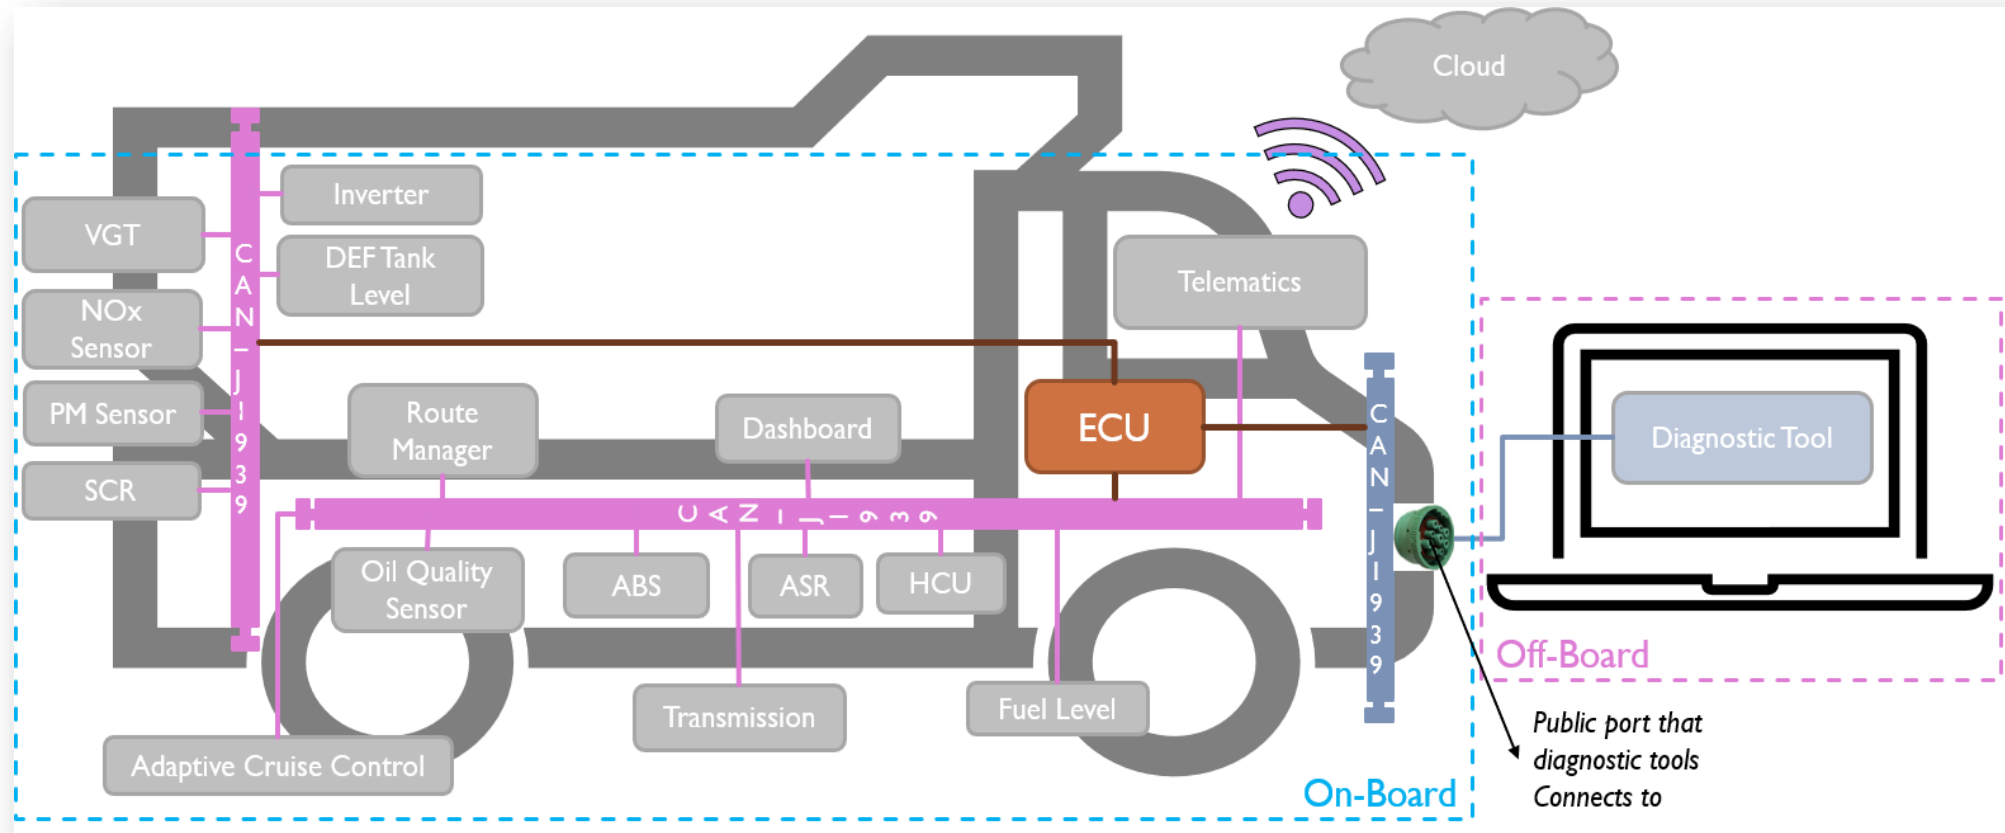 Cloud
Inverter
VGT
DEF Tank
Level
Telematics
NOx
Sensor
CAN-J1939
PM Sensor
SCR
Route
Manager
Dashboard
ECU
CAN-J1939
Diagnostic Tool
CAN-J1939
Oil Quality
Sensor
ABS
ASR
HCU
Transmission
Fuel Level
Adaptive Cruise Control
Off-Board
On-Board
Public port that
diagnostic tools
Connects to